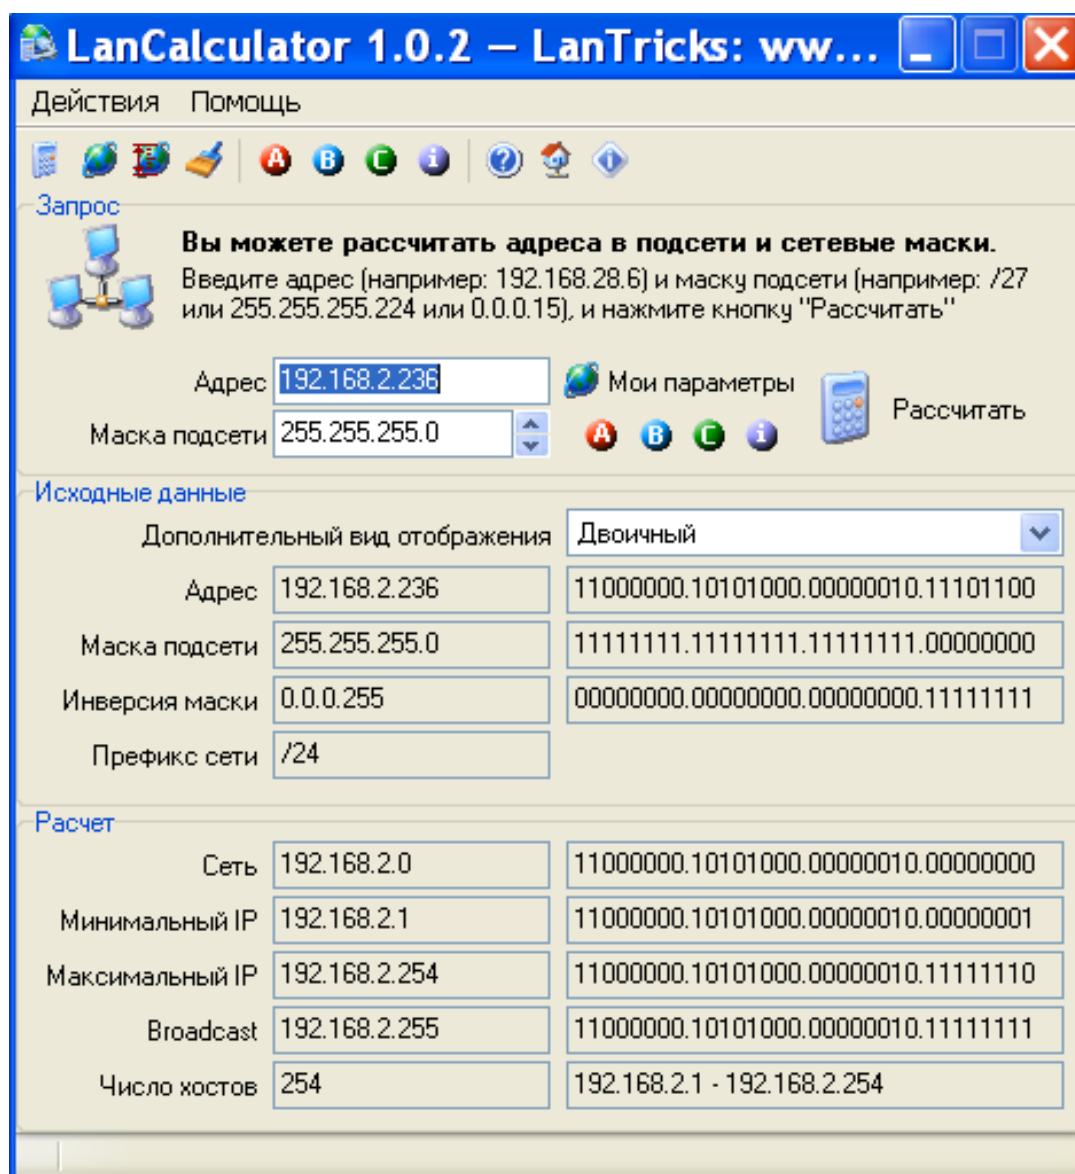 LanCalculator 1.0.2 – LanTricks: ww...
Действия Помощь
A B C i ? i
Запрос
Вы можете рассчитать адреса в подсети и сетевые маски.
Введите адрес (например: 192.168.28.6) и маску подсети (например: /27
или 255.255.255.224 или 0.0.0.15), и нажмите кнопку "Рассчитать"
Адрес 192.168.2.236 Мои параметры
Рассчитать
Маска подсети 255.255.255.0 A B C i
Исходные данные
Дополнительный вид отображения Двоичный
Адрес 192.168.2.236 11000000.10101000.00000010.11101100
Маска подсети 255.255.255.0 11111111.11111111.11111111.00000000
Инверсия маски 0.0.0.255 00000000.00000000.00000000.11111111
Префикс сети /24
Расчет
Сеть 192.168.2.0 11000000.10101000.00000010.00000000
Минимальный IP 192.168.2.1 11000000.10101000.00000010.00000001
Максимальный IP 192.168.2.254 11000000.10101000.00000010.11111110
Broadcast 192.168.2.255 11000000.10101000.00000010.11111111
Число хостов 254 192.168.2.1 - 192.168.2.254